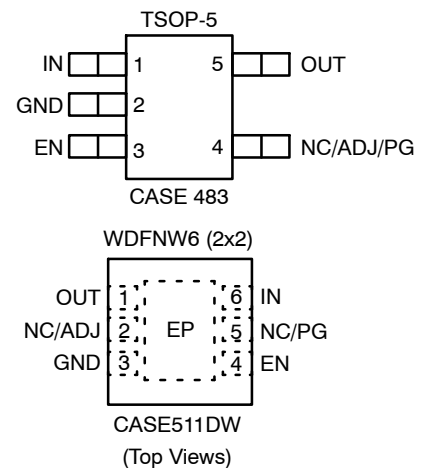 TSOP-5
IN 1 5 OUT
GND 2
EN 3 4 NC/ADJ/PG
CASE 483
WDFNW6 (2x2)
OUT 1 6 IN
NC/ADJ 2 EP 5 NC/PG
GND 3 4 EN
CASE511DW
(Top Views)